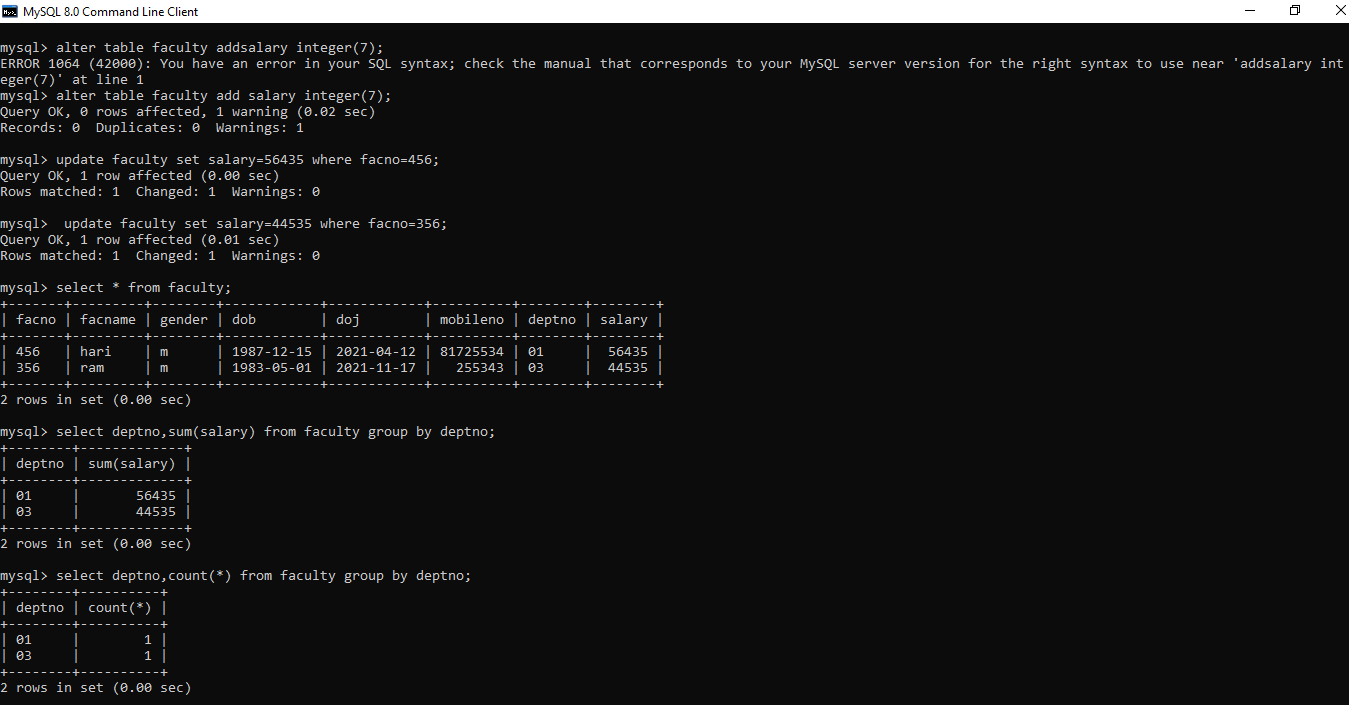 MySQL 8.0 Command Line Client
mysql> alter table faculty addsalary integer(7);
ERROR 1064 (42000): You have an error in your SQL syntax; check the manual that corresponds to your MySQL server version for the right syntax to use near 'addsalary int
eger(7)' at line 1
mysql> alter table faculty add salary integer(7);
Query OK, 0 rows affected, 1 warning (0.02 sec)
Records: 0  Duplicates: 0  Warnings: 1
mysql> update faculty set salary=56435 where facno=456;
Query OK, 1 row affected (0.00 sec)
Rows matched: 1  Changed: 1  Warnings: 0
mysql>  update faculty set salary=44535 where facno=356;
Query OK, 1 row affected (0.01 sec)
Rows matched: 1  Changed: 1  Warnings: 0
mysql> select * from faculty;
+-------+---------+--------+------------+------------+----------+--------+--------+
| facno | facname | gender | dob        | doj        | mobileno | deptno | salary |
+-------+---------+--------+------------+------------+----------+--------+--------+
| 456   | hari    | m      | 1987-12-15 | 2021-04-12 | 81725534 | 01     |  56435 |
| 356   | ram     | m      | 1983-05-01 | 2021-11-17 |   255343 | 03     |  44535 |
+-------+---------+--------+------------+------------+----------+--------+--------+
2 rows in set (0.00 sec)
mysql> select deptno,sum(salary) from faculty group by deptno;
+--------+-------------+
| deptno | sum(salary) |
+--------+-------------+
| 01     |       56435 |
| 03     |       44535 |
+--------+-------------+
2 rows in set (0.00 sec)
mysql> select deptno,count(*) from faculty group by deptno;
+--------+----------+
| deptno | count(*) |
+--------+----------+
| 01     |        1 |
| 03     |        1 |
+--------+----------+
2 rows in set (0.00 sec)